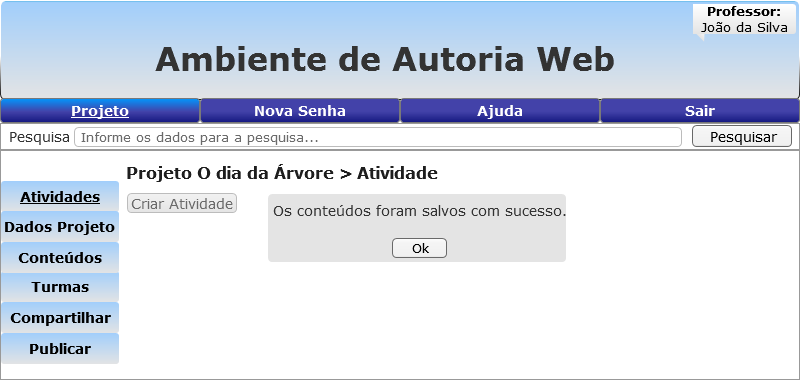 Professor:
João da Silva
Ambiente de Autoria Web
Projeto
Nova Senha
Ajuda
Sair
Pesquisa
Informe os dados para a pesquisa...
Pesquisar
Projeto O dia da Árvore > Atividade
Atividades
Dados Projeto
Conteúdos
Turmas
Compartilhar
Publicar
Criar Atividade
Os conteúdos foram salvos com sucesso.
Ok